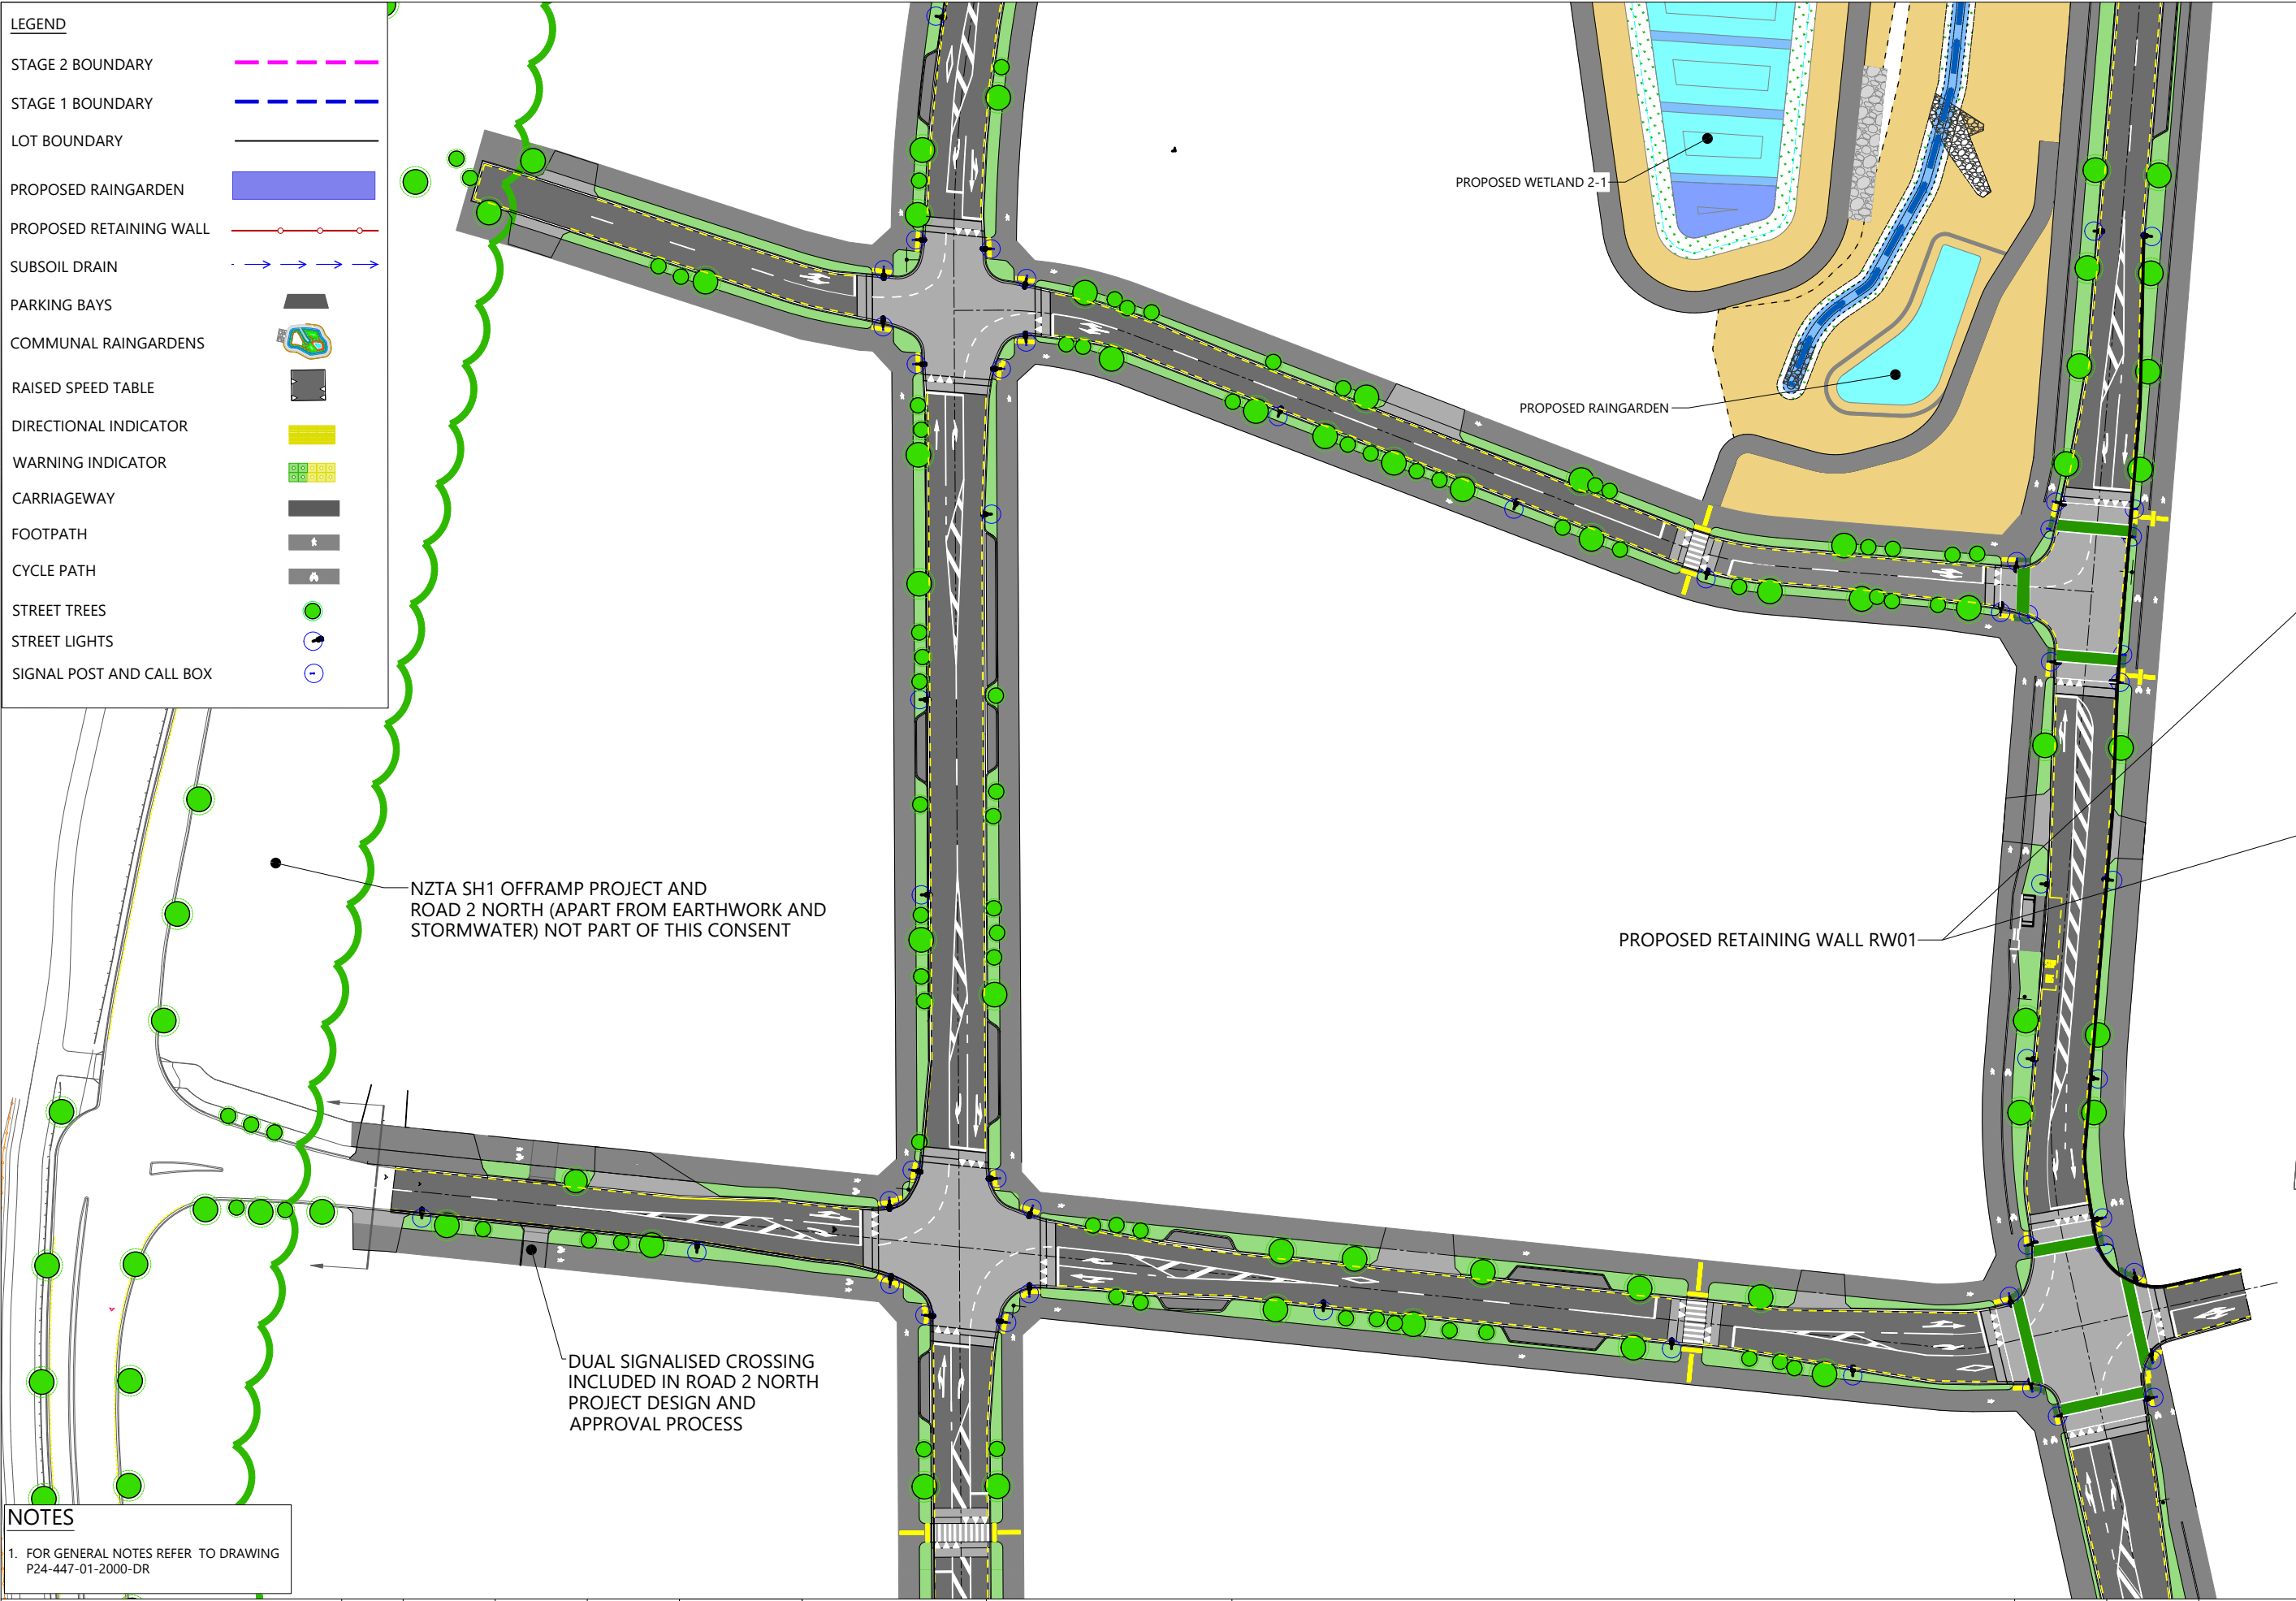 LEGEND
STAGE 2 BOUNDARY
STAGE 1 BOUNDARY
LOT BOUNDARY
PROPOSED RAINGARDEN
PROPOSED RETAINING WALL
SUBSOIL DRAIN
PARKING BAYS
COMMUNAL RAINGARDENS
RAISED SPEED TABLE
DIRECTIONAL INDICATOR
WARNING INDICATOR
CARRIAGEWAY
FOOTPATH
CYCLE PATH
STREET TREES
STREET LIGHTS
SIGNAL POST AND CALL BOX
PROPOSED WETLAND 2-1
PROPOSED RAINGARDEN
NZTA SH1 OFFRAMP PROJECT AND
ROAD 2 NORTH (APART FROM EARTHWORK AND
STORMWATER) NOT PART OF THIS CONSENT
PROPOSED RETAINING WALL RW01
DUAL SIGNALISED CROSSING
INCLUDED IN ROAD 2 NORTH
PROJECT DESIGN AND
APPROVAL PROCESS
NOTES
1. FOR GENERAL NOTES REFER TO DRAWING
P24-447-01-2000-DR